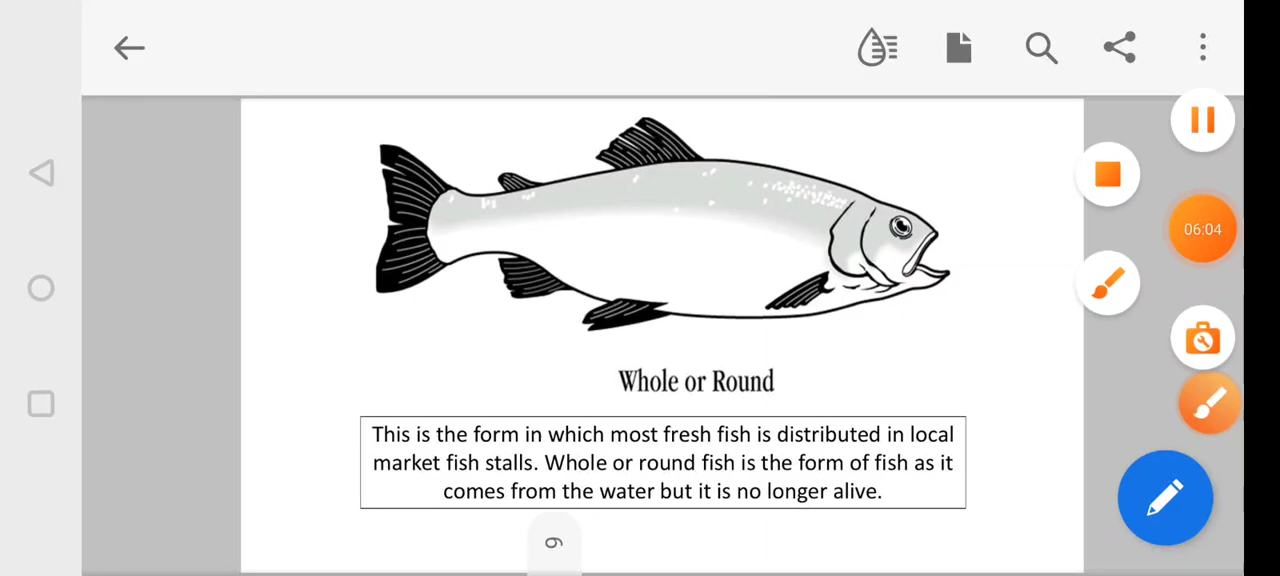 06:04
Whole or Round
This is the form in which most fresh fish is distributed in local
market fish stalls. Whole or round fish is the form of fish as it
comes from the water but it is no longer alive.
9